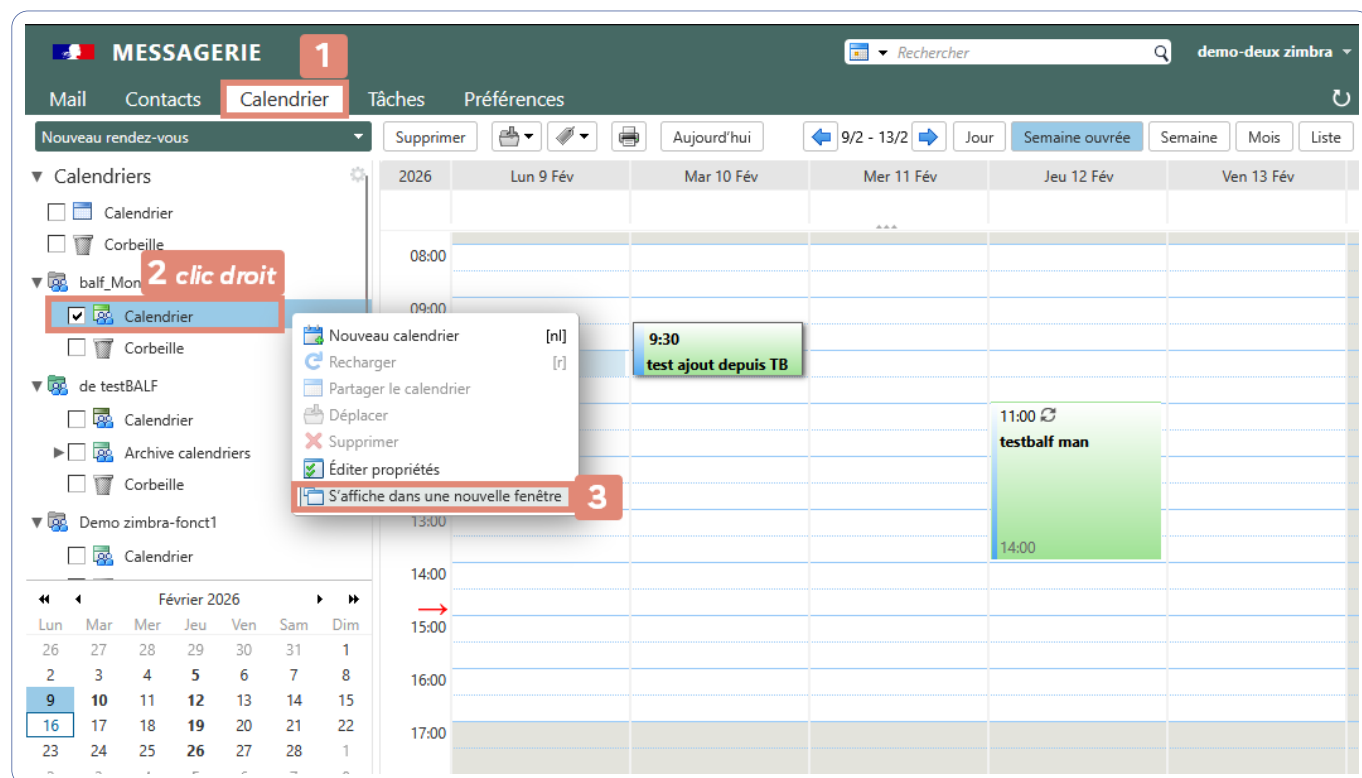 MESSAGERIE
1
Rechercher
demo-deux zimbra
Mail Contacts Calendrier Tâches Préférences
Nouveau rendez-vous
Supprimer
Aujourd'hui
9/2 - 13/2
Jour Semaine ouvrée Semaine Mois Liste
Calendriers
Calendrier
Corbeille
2 clic droit
balf_Mon
Calendrier
Corbeille
de testBALF
Calendrier
Archive calendriers
Corbeille
Demo zimbra-fonct1
Calendrier
Nouveau calendrier [nl]
Recharger [r]
Partager le calendrier
Déplacer
Supprimer
Éditer propriétés
S'affiche dans une nouvelle fenêtre
3
2026 Lun 9 Fév Mar 10 Fév Mer 11 Fév Jeu 12 Fév Ven 13 Fév
08:00
09:00
9:30
test ajout depuis TB
11:00
testbalf man
14:00
13:00
14:00
15:00
16:00
17:00
Février 2026
Lun Mar Mer Jeu Ven Sam Dim
26 27 28 29 30 31 1
2 3 4 5 6 7 8
9 10 11 12 13 14 15
16 17 18 19 20 21 22
23 24 25 26 27 28 1